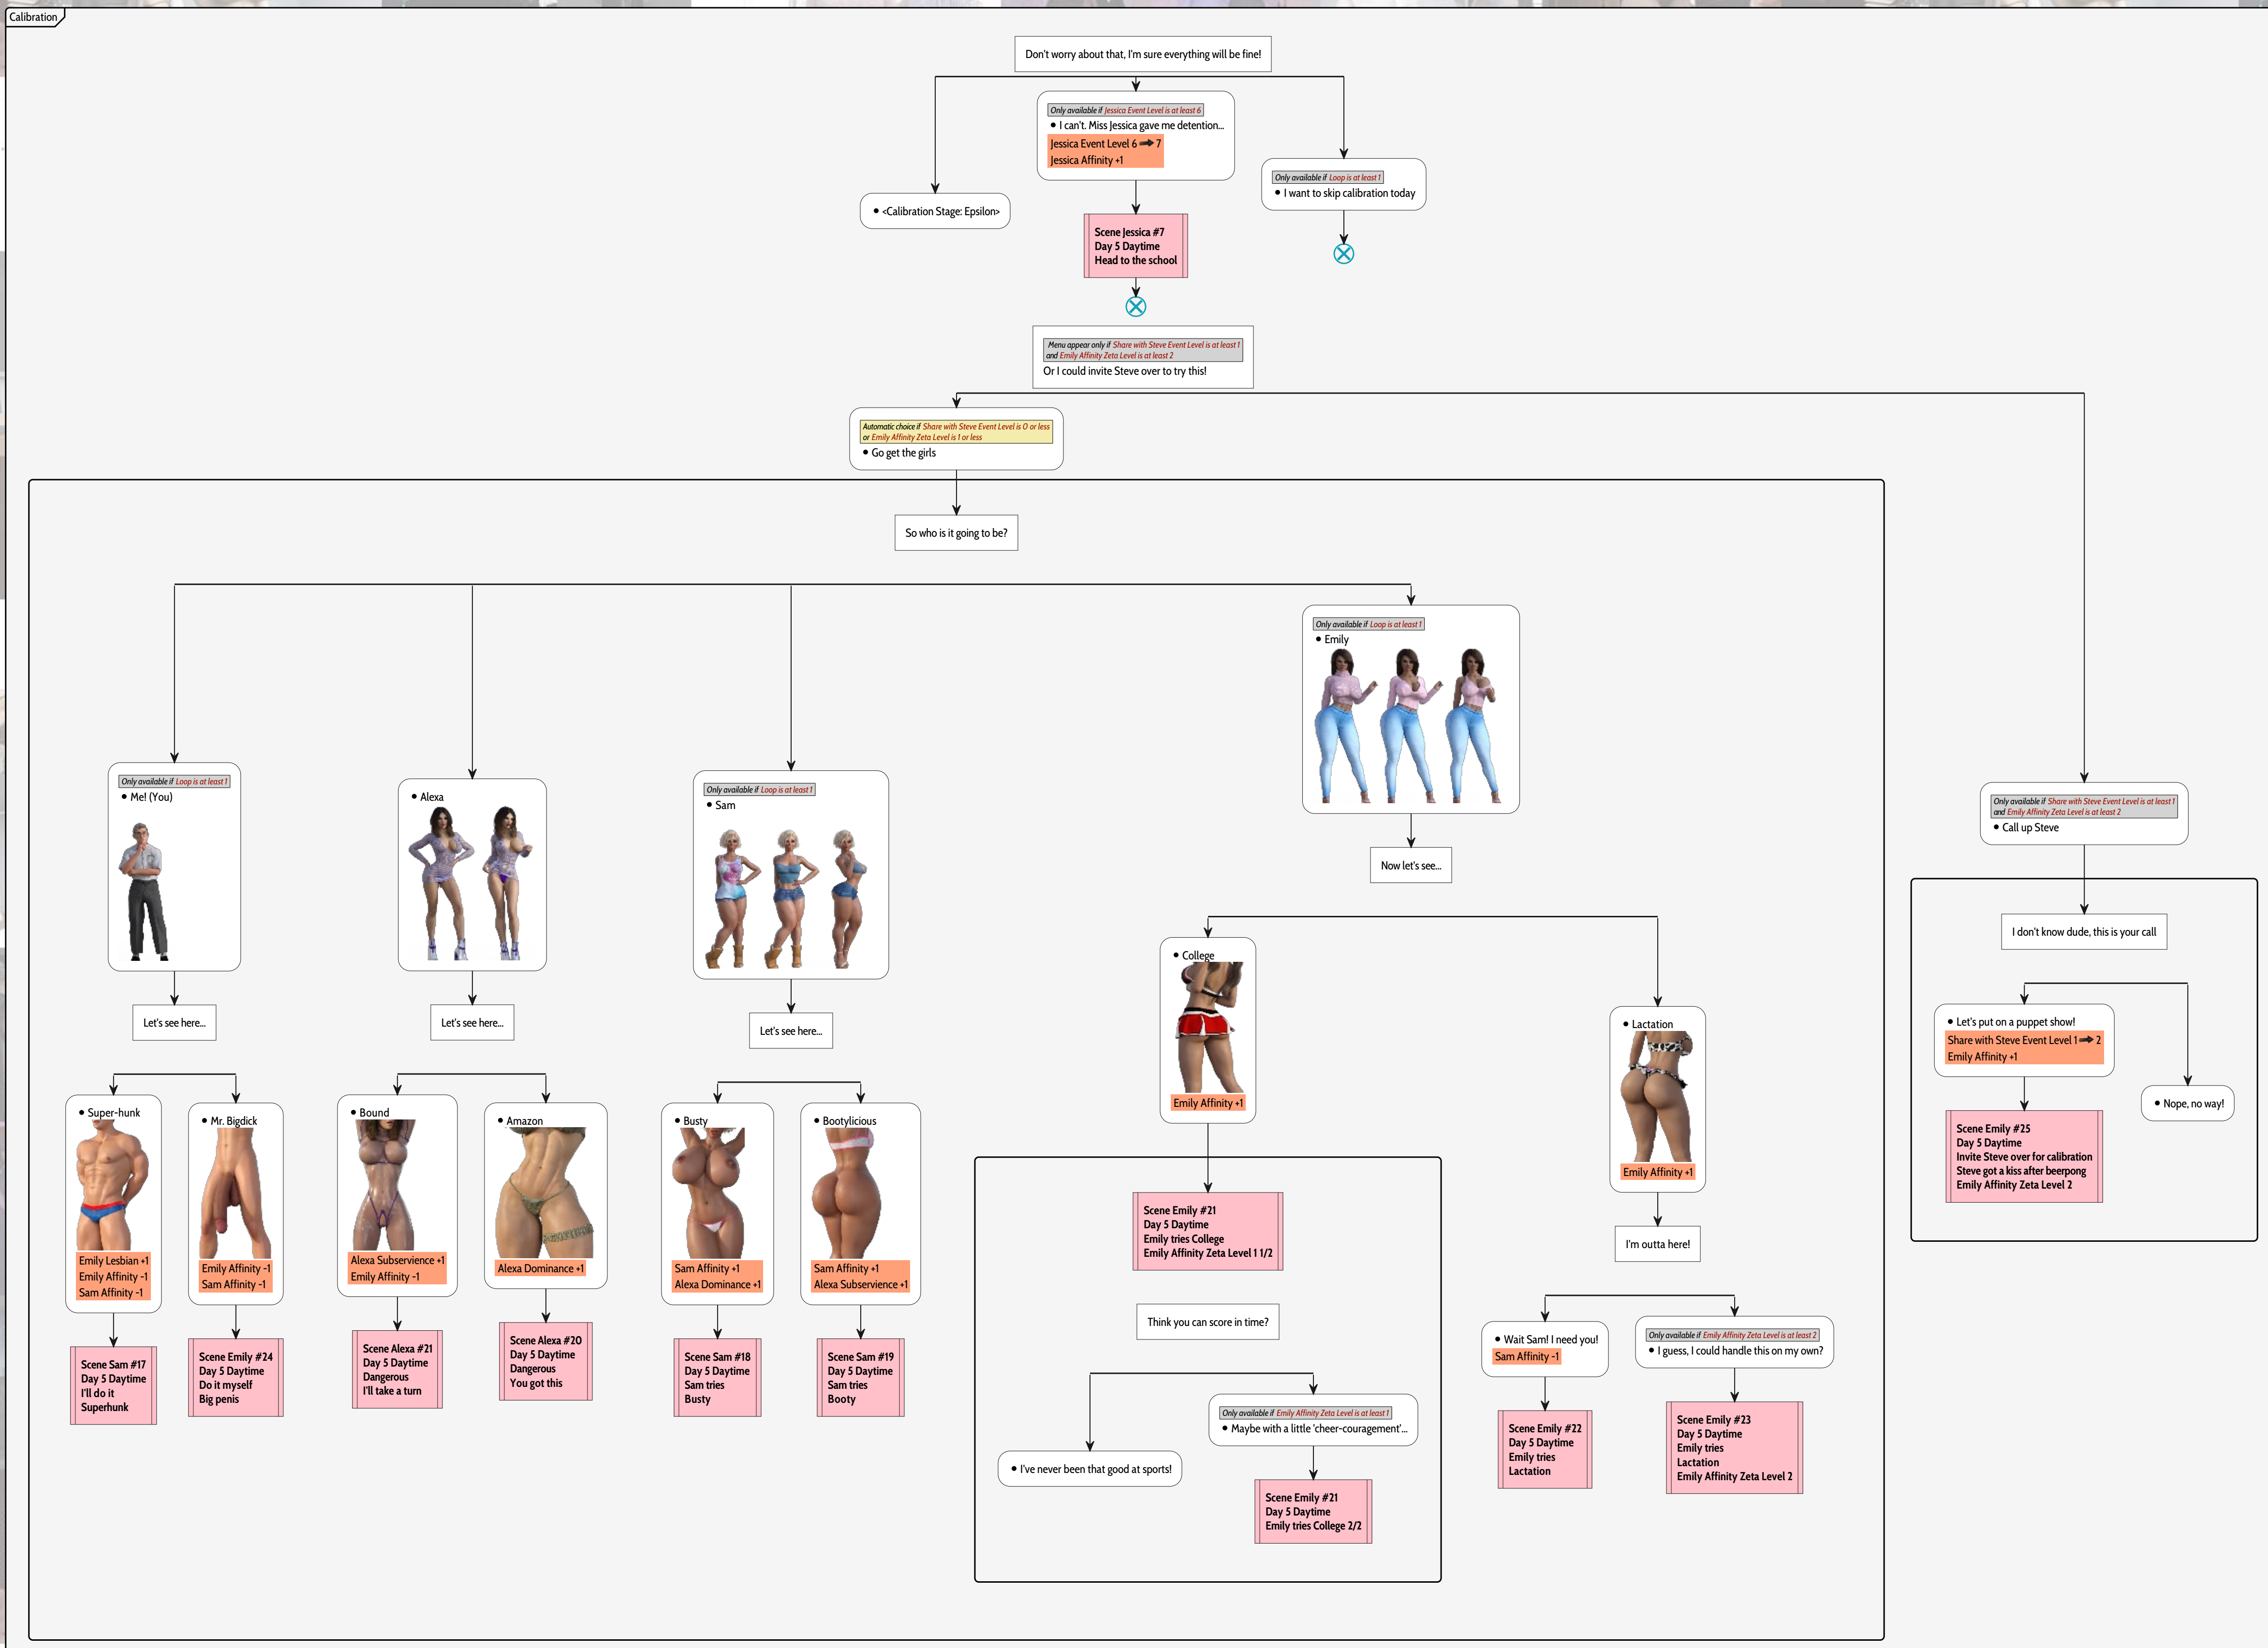 Calibration
Don't worry about that, I'm sure everything will be fine!
Only available if Jessica Event Level is at least 6
• I can't. Miss Jessica gave me detention...
Jessica Event Level 6 ➡ 7
Jessica Affinity +1
Only available if Loop is at least 1
• I want to skip calibration today
• <Calibration Stage: Epsilon>
Scene Jessica #7
Day 5 Daytime
Head to the school
Menu appear only if Share with Steve Event Level is at least 1
and Emily Affinity Zeta Level is at least 2
Or I could invite Steve over to try this!
Automatic choice if Share with Steve Event Level is 0 or less
or Emily Affinity Zeta Level is 1 or less
• Go get the girls
So who is it going to be?
Only available if Loop is at least 1
• Me! (You)
Let's see here...
• Super-hunk
Emily Lesbian +1
Emily Affinity -1
Sam Affinity -1
Scene Sam #17
Day 5 Daytime
I'll do it
Superhunk
• Mr. Bigdick
Emily Affinity -1
Sam Affinity -1
Scene Emily #24
Day 5 Daytime
Do it myself
Big penis
• Alexa
Let's see here...
• Bound
Alexa Subservience +1
Emily Affinity -1
Scene Alexa #21
Day 5 Daytime
Dangerous
I'll take a turn
• Amazon
Alexa Dominance +1
Scene Alexa #20
Day 5 Daytime
Dangerous
You got this
Only available if Loop is at least 1
• Sam
Let's see here...
• Busty
Sam Affinity +1
Alexa Dominance +1
Scene Sam #18
Day 5 Daytime
Sam tries
Busty
• Bootylicious
Sam Affinity +1
Alexa Subservience +1
Scene Sam #19
Day 5 Daytime
Sam tries
Booty
Only available if Loop is at least 1
• Emily
Now let's see...
• College
Emily Affinity +1
Scene Emily #21
Day 5 Daytime
Emily tries College
Emily Affinity Zeta Level 1 1/2
Think you can score in time?
• I've never been that good at sports!
Only available if Emily Affinity Zeta Level is at least 1
• Maybe with a little 'cheer-couragement'...
Scene Emily #21
Day 5 Daytime
Emily tries College 2/2
• Lactation
Emily Affinity +1
I'm outta here!
• Wait Sam! I need you!
Sam Affinity -1
Scene Emily #22
Day 5 Daytime
Emily tries
Lactation
Only available if Emily Affinity Zeta Level is at least 2
• I guess, I could handle this on my own?
Scene Emily #23
Day 5 Daytime
Emily tries
Lactation
Emily Affinity Zeta Level 2
Only available if Share with Steve Event Level is at least 1
and Emily Affinity Zeta Level is at least 2
• Call up Steve
I don't know dude, this is your call
• Let's put on a puppet show!
Share with Steve Event Level 1 ➡ 2
Emily Affinity +1
Scene Emily #25
Day 5 Daytime
Invite Steve over for calibration
Steve got a kiss after beerpong
Emily Affinity Zeta Level 2
• Nope, no way!